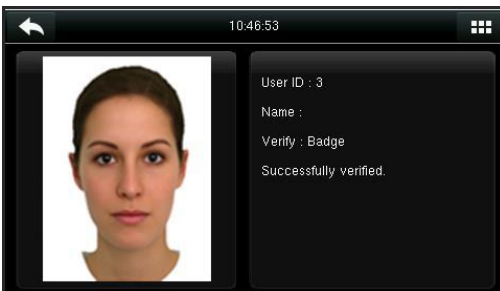 10:46:53
User ID : 3
Name :
Verify : Badge
Successfully verified.